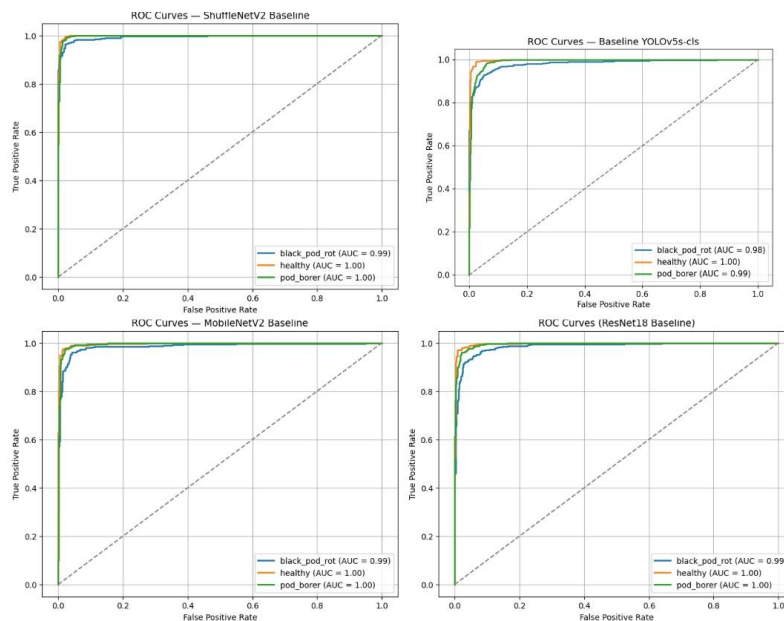 ROC Curves — ShuffleNetV2 Baseline
1.0
0.8
0.6
0.4
0.2
0.0
True Positive Rate
black_pod_rot (AUC = 0.99)
healthy (AUC = 1.00)
pod_borer (AUC = 1.00)
0.0 0.2 0.4 0.6 0.8 1.0
False Positive Rate
ROC Curves — Baseline YOLOv5s-cls
1.0
0.8
0.6
0.4
0.2
0.0
True Positive Rate
black_pod_rot (AUC = 0.98)
healthy (AUC = 1.00)
pod_borer (AUC = 0.99)
0.0 0.2 0.4 0.6 0.8 1.0
False Positive Rate
ROC Curves — MobileNetV2 Baseline
1.0
0.8
0.6
0.4
0.2
0.0
True Positive Rate
black_pod_rot (AUC = 0.99)
healthy (AUC = 1.00)
pod_borer (AUC = 1.00)
0.0 0.2 0.4 0.6 0.8 1.0
False Positive Rate
ROC Curves (ResNet18 Baseline)
1.0
0.8
0.6
0.4
0.2
0.0
True Positive Rate
black_pod_rot (AUC = 0.99
healthy (AUC = 1.00)
pod_borer (AUC = 1.00)
0.0 0.2 0.4 0.6 0.8 1.0
False Positive Rate